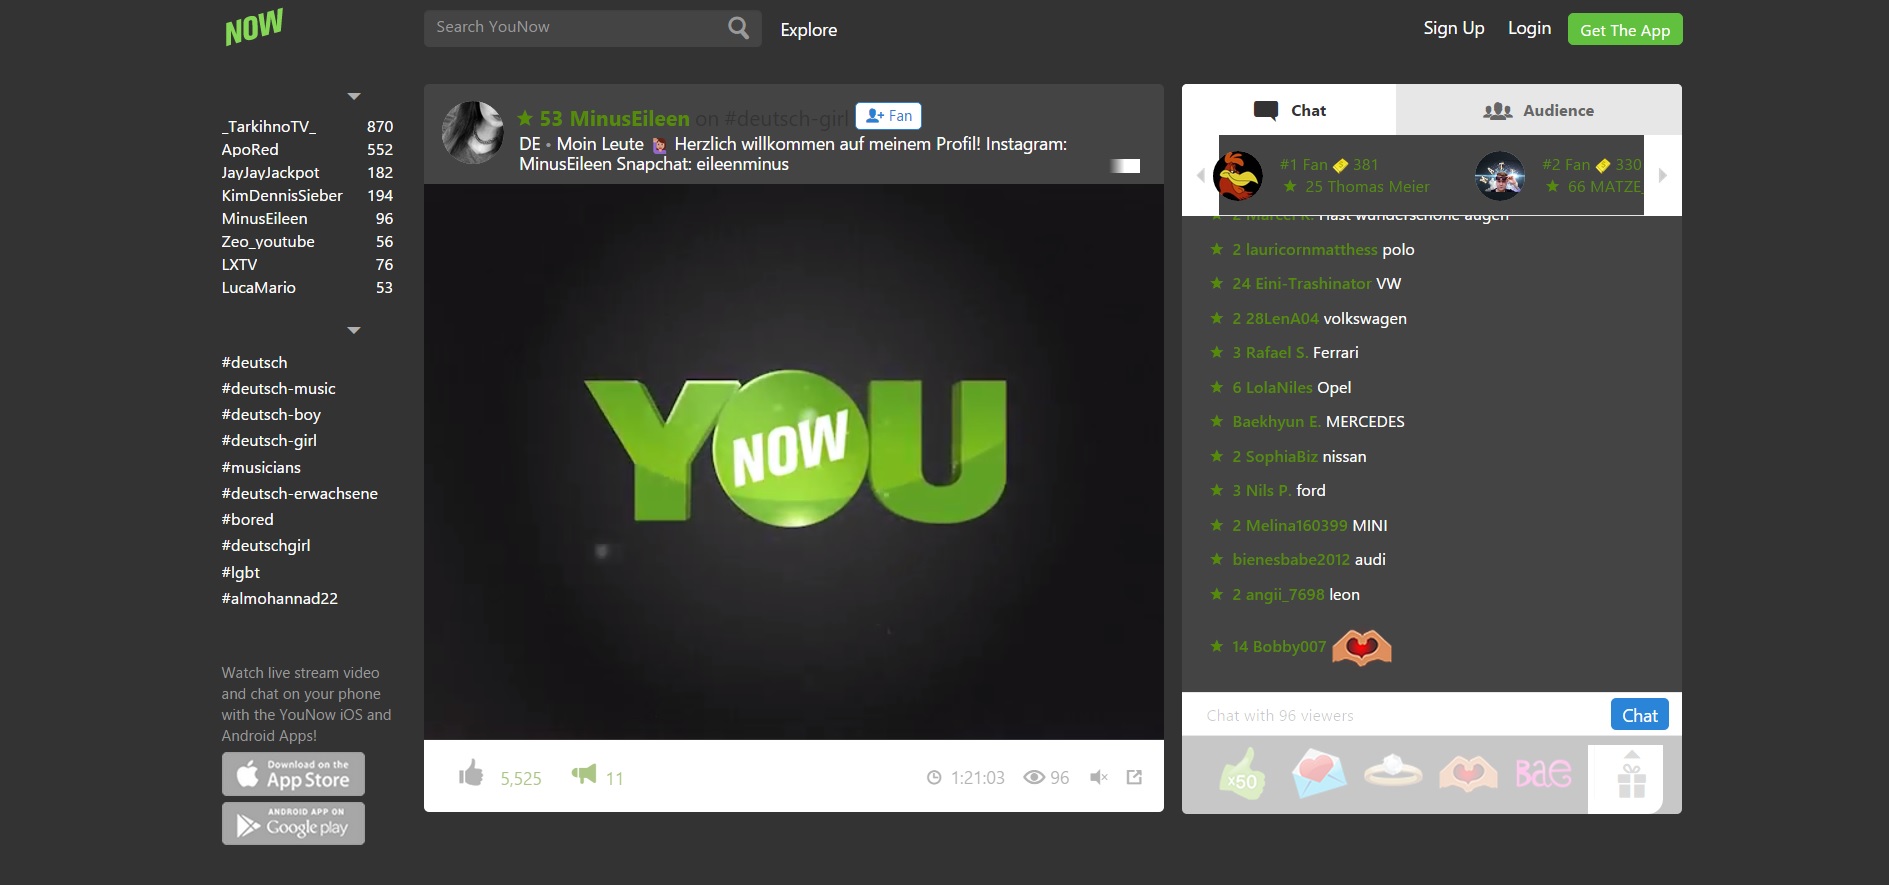 NOW
Search YouNow
Explore
Sign Up
Login
Get The App
_TarkihnoTV_ 870
ApoRed 552
JayJayJackpot 182
KimDennisSieber 194
MinusEileen 96
Zeo_youtube 56
LXTV 76
LucaMario 53
#deutsch
#deutsch-music
#deutsch-boy
#deutsch-girl
#musicians
#deutsch-erwachsene
#bored
#deutschgirl
#lgbt
#almohannad22
Watch live stream video
and chat on your phone
with the YouNow iOS and
Android Apps!
Download on the
App Store
ANDROID APP ON
Google play
★ 53 MinusEileen on #deutsch-girl
Fan
DE • Moin Leute 🙋 Herzlich willkommen auf meinem Profil! Instagram:
MinusEileen Snapchat: eileenminus
YOU
NOW
5,525
11
1:21:03
96
Chat
Audience
#1 Fan 381
★ 25 Thomas Meier
#2 Fan 330
★ 66 MATZE_
★ 2 Marcel R. Hast wunderschöne augen
★ 2 lauricornmatthess polo
★ 24 Eini-Trashinator VW
★ 2 28LenA04 volkswagen
★ 3 Rafael S. Ferrari
★ 6 LolaNiles Opel
★ Baekhyun E. MERCEDES
★ 2 SophiaBiz nissan
★ 3 Nils P. ford
★ 2 Melina160399 MINI
★ bienesbabe2012 audi
★ 2 angii_7698 leon
★ 14 Bobby007
Chat with 96 viewers
Chat
x50
BAE